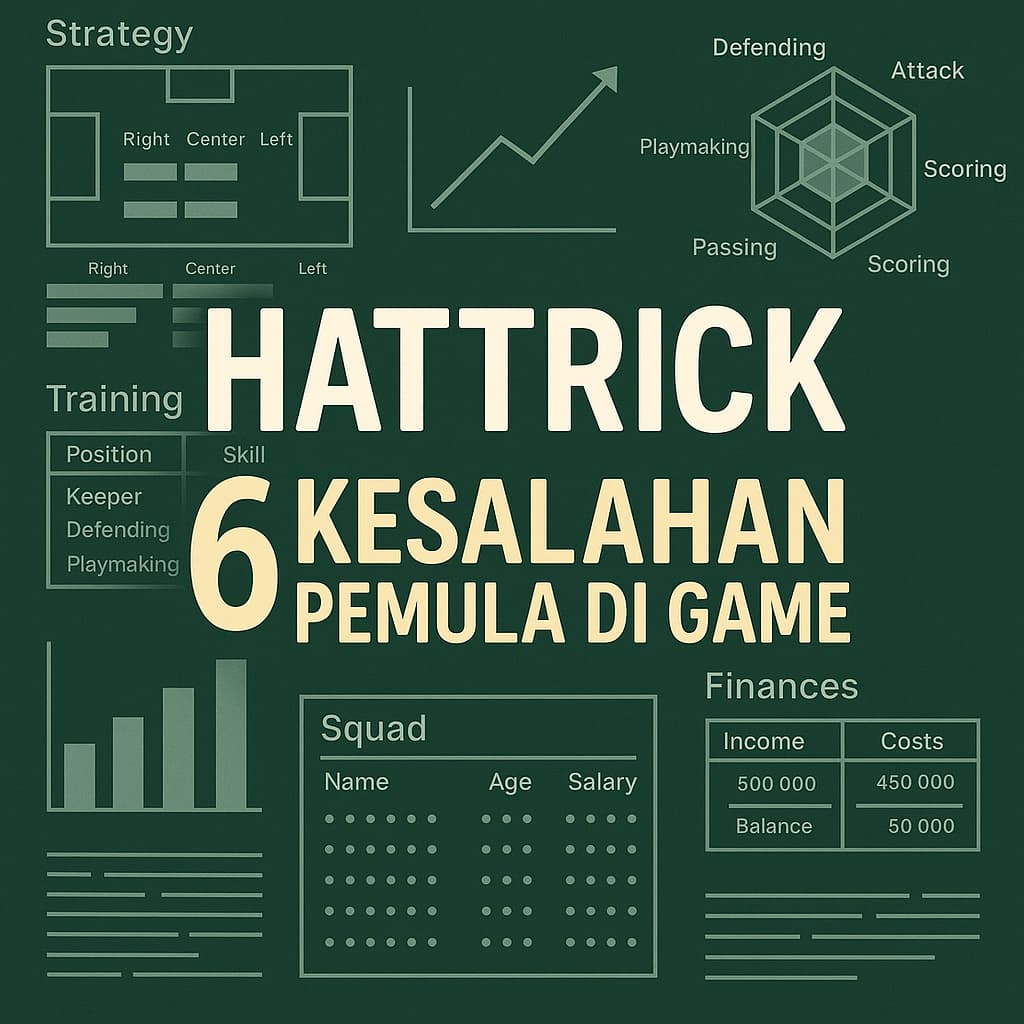 Strategy
Right Center Left
Right Center Left
Defending
Attack
Playmaking
Scoring
Passing
Scoring
HATTRICK
6 KESALAHAN
PEMULA DI GAME
Training
Position Skill
Keeper
Defending
Playmaking
Squad
Name Age Salary
Finances
Income Costs
500 000 450 000
Balance 50 000